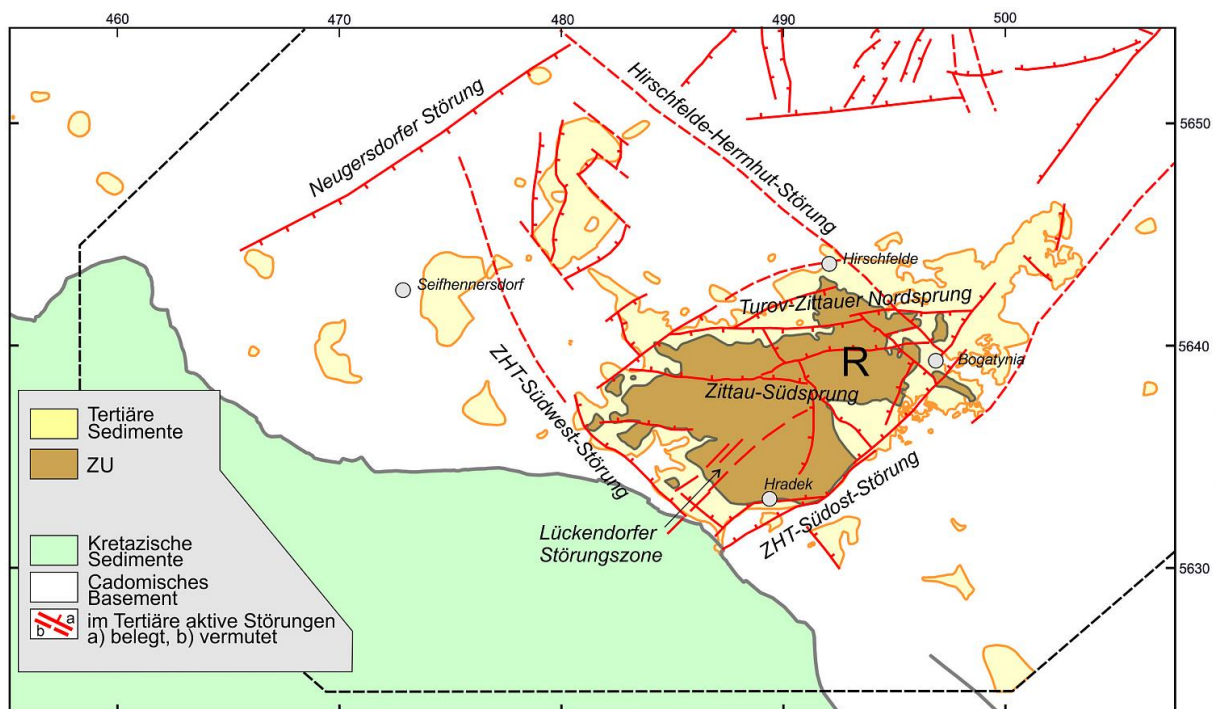 460
470
480
490
500
5650
5640
5630
Neugersdorfer Störung
Hirschfelde-Herrnhut-Störung
Hirschfelde
Seifhennersdorf
Turov-Zittauer Nordsprung
R
Bogatynia
ZHT-Südwest-Störung
Zittau-Südsprung
Hradek
ZHT-Südost-Störung
Lückendorfer
Störungszone
Tertiäre
Sedimente
ZU
Kretazische
Sedimente
Cadomisches
Basement
a
b
im Tertiäre aktive Störungen
a) belegt, b) vermutet